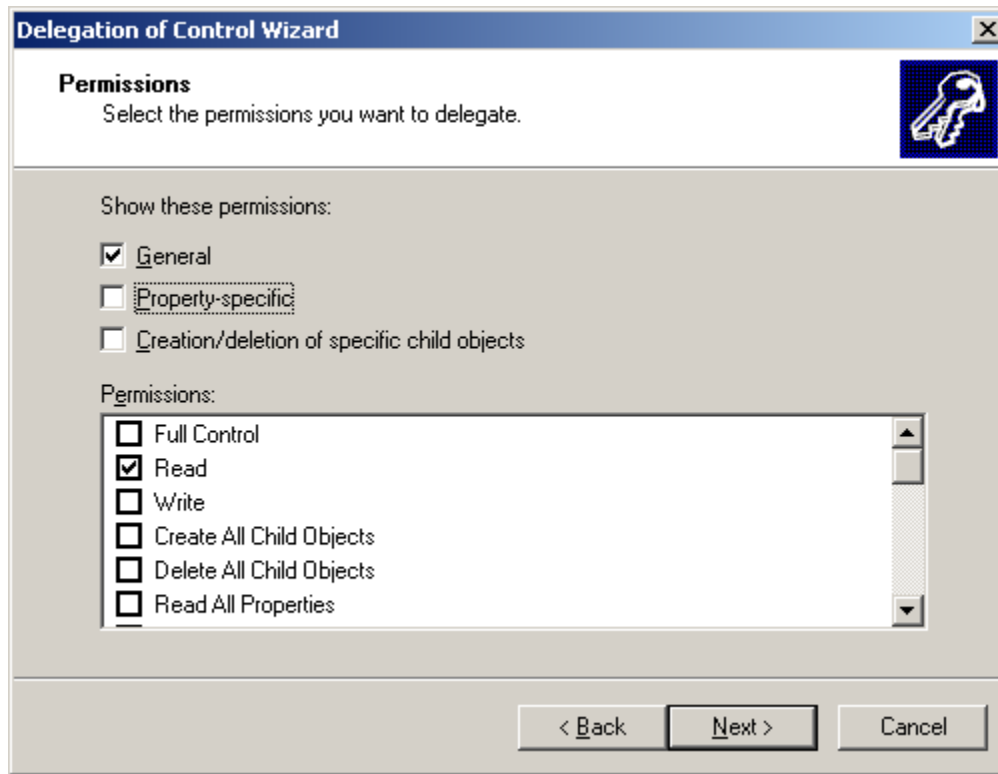 Delegation of Control Wizard
Permissions
Select the permissions you want to delegate.
Show these permissions:
General
Property-specific
Creation/deletion of specific child objects
Permissions:
Full Control
Read
Write
Create All Child Objects
Delete All Child Objects
Read All Properties
< Back Next > Cancel